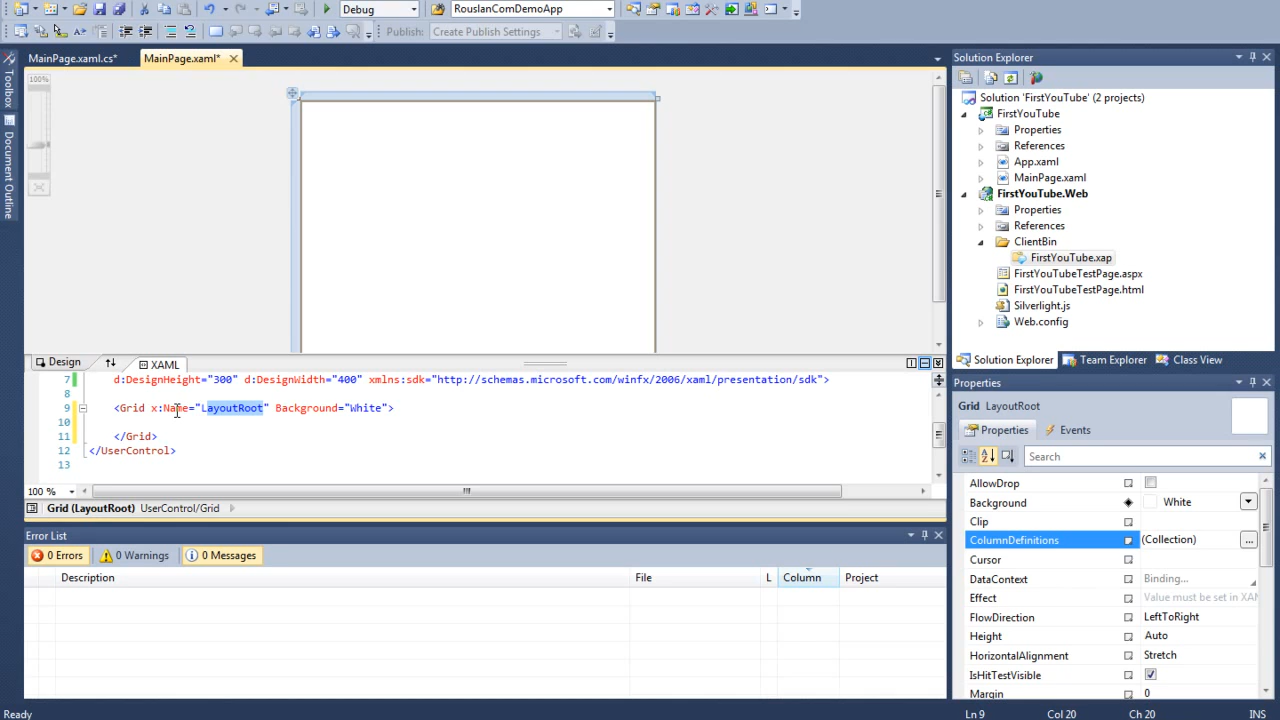 Debug
RouslanComDemoApp
Publish: Create Publish Settings
MainPage.xaml.cs*
MainPage.xaml*
Toolbox
Document Outline
100%
Design
XAML
7 d:DesignHeight="300" d:DesignWidth="400" xmlns:sdk="http://schemas.microsoft.com/winfx/2006/xaml/presentation/sdk">
8
9 <Grid x:Name="LayoutRoot" Background="White">
10
11 </Grid>
12 </UserControl>
13
100 %
Grid (LayoutRoot) UserControl/Grid
Error List
0 Errors
0 Warnings
0 Messages
Description File L Column Project
Ready
Solution Explorer
Solution 'FirstYouTube' (2 projects)
FirstYouTube
Properties
References
App.xaml
MainPage.xaml
FirstYouTube.Web
Properties
References
ClientBin
FirstYouTube.xap
FirstYouTubeTestPage.aspx
FirstYouTubeTestPage.html
Silverlight.js
Web.config
Solution Explorer
Team Explorer
Class View
Properties
Grid LayoutRoot
Properties
Events
Search
AllowDrop
Background White
Clip
ColumnDefinitions (Collection) ...
Cursor
DataContext Binding...
Effect Value must be set in XAM
FlowDirection LeftToRight
Height Auto
HorizontalAlignment Stretch
IsHitTestVisible
Margin 0
Ln 9 Col 20 Ch 20 INS